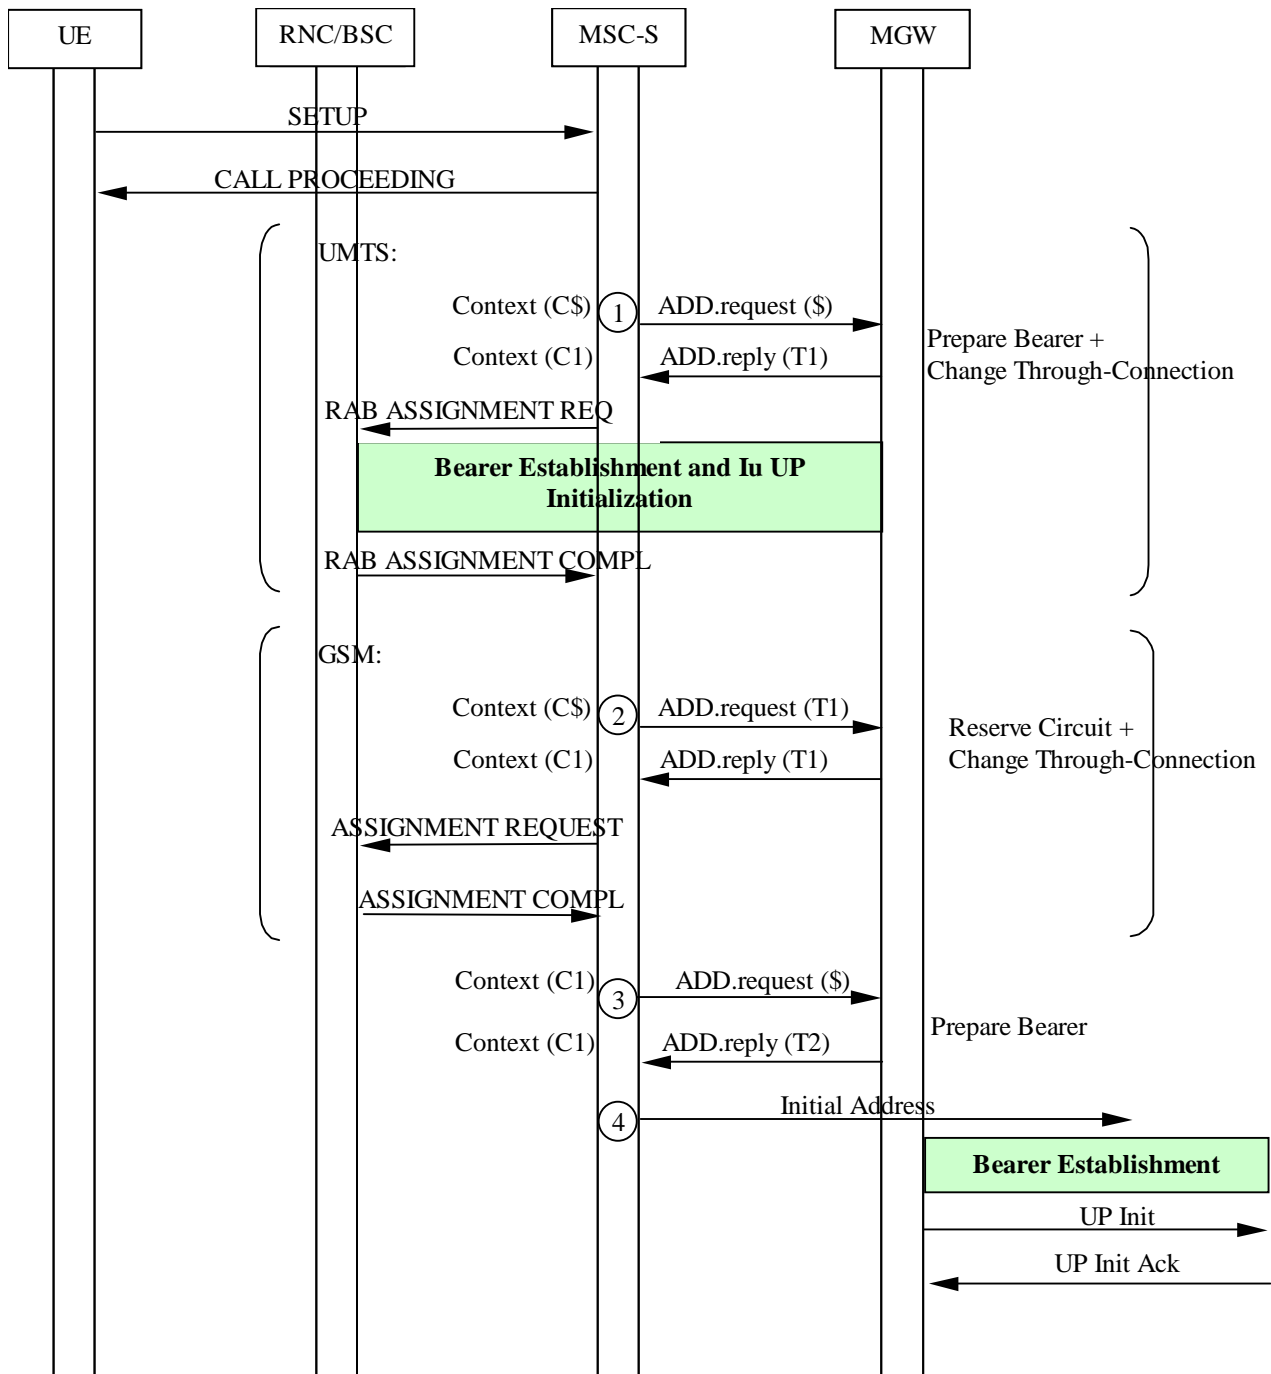 UE
RNC/BSC
MSC-S
MGW
SETUP
CALL PROCEEDING
UMTS:
Context (C$)
1
ADD.request ($)
Context (C1)
ADD.reply (T1)
Prepare Bearer +
Change Through-Connection
RAB ASSIGNMENT REQ
Bearer Establishment and Iu UP
Initialization
RAB ASSIGNMENT COMPL
GSM:
Context (C$)
2
ADD.request (T1)
Context (C1)
ADD.reply (T1)
Reserve Circuit +
Change Through-Connection
ASSIGNMENT REQUEST
ASSIGNMENT COMPL
Context (C1)
3
ADD.request ($)
Context (C1)
ADD.reply (T2)
Prepare Bearer
4
Initial Address
Bearer Establishment
UP Init
UP Init Ack